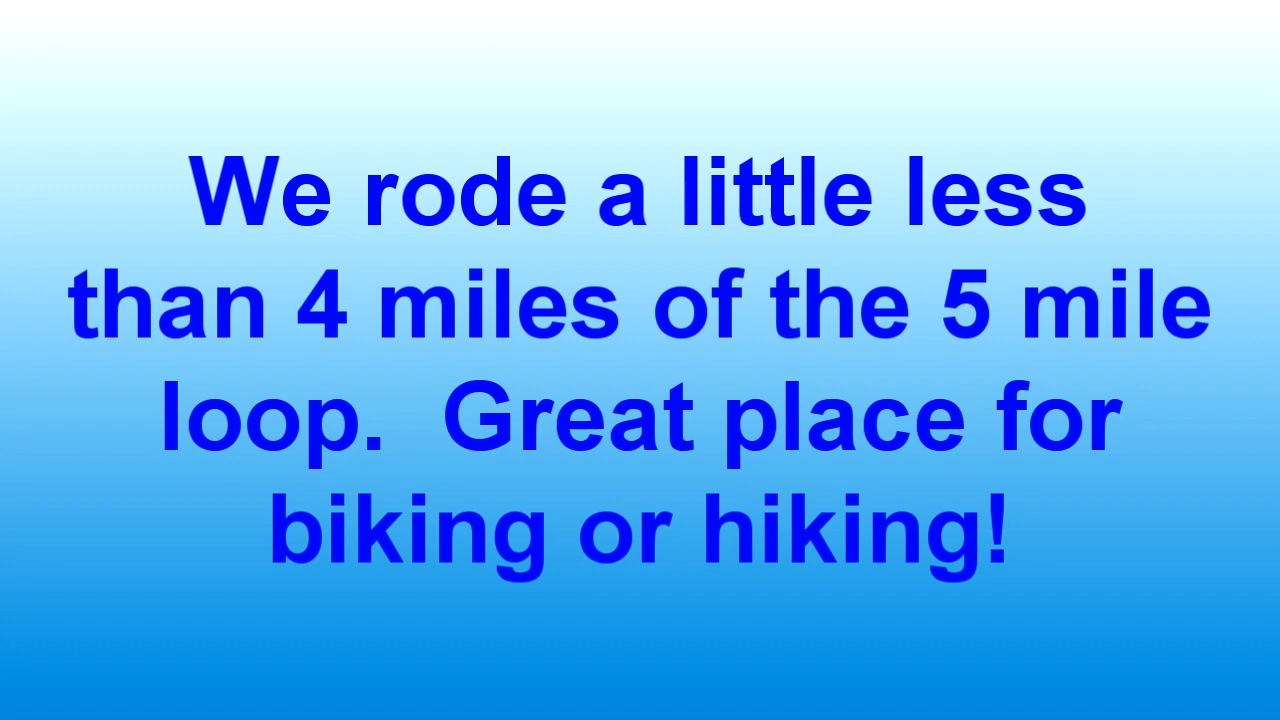 We rode a little less
than 4 miles of the 5 mile
loop.  Great place for
biking or hiking!